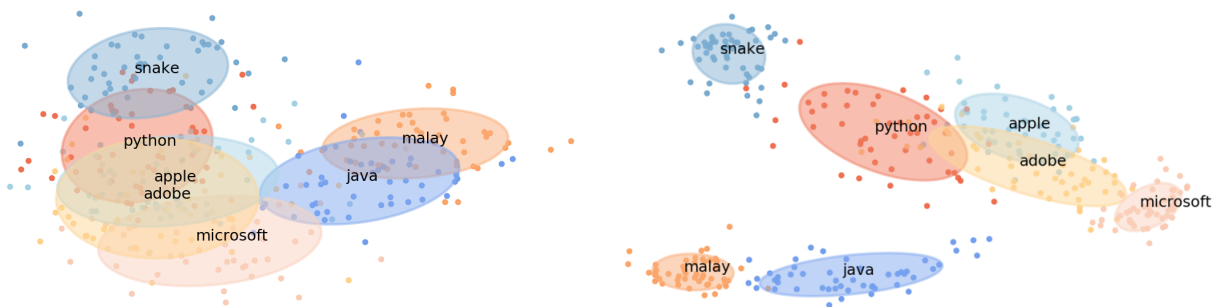 snake
python
apple
adobe
microsoft
malay
java
snake
python
apple
adobe
microsoft
malay
java